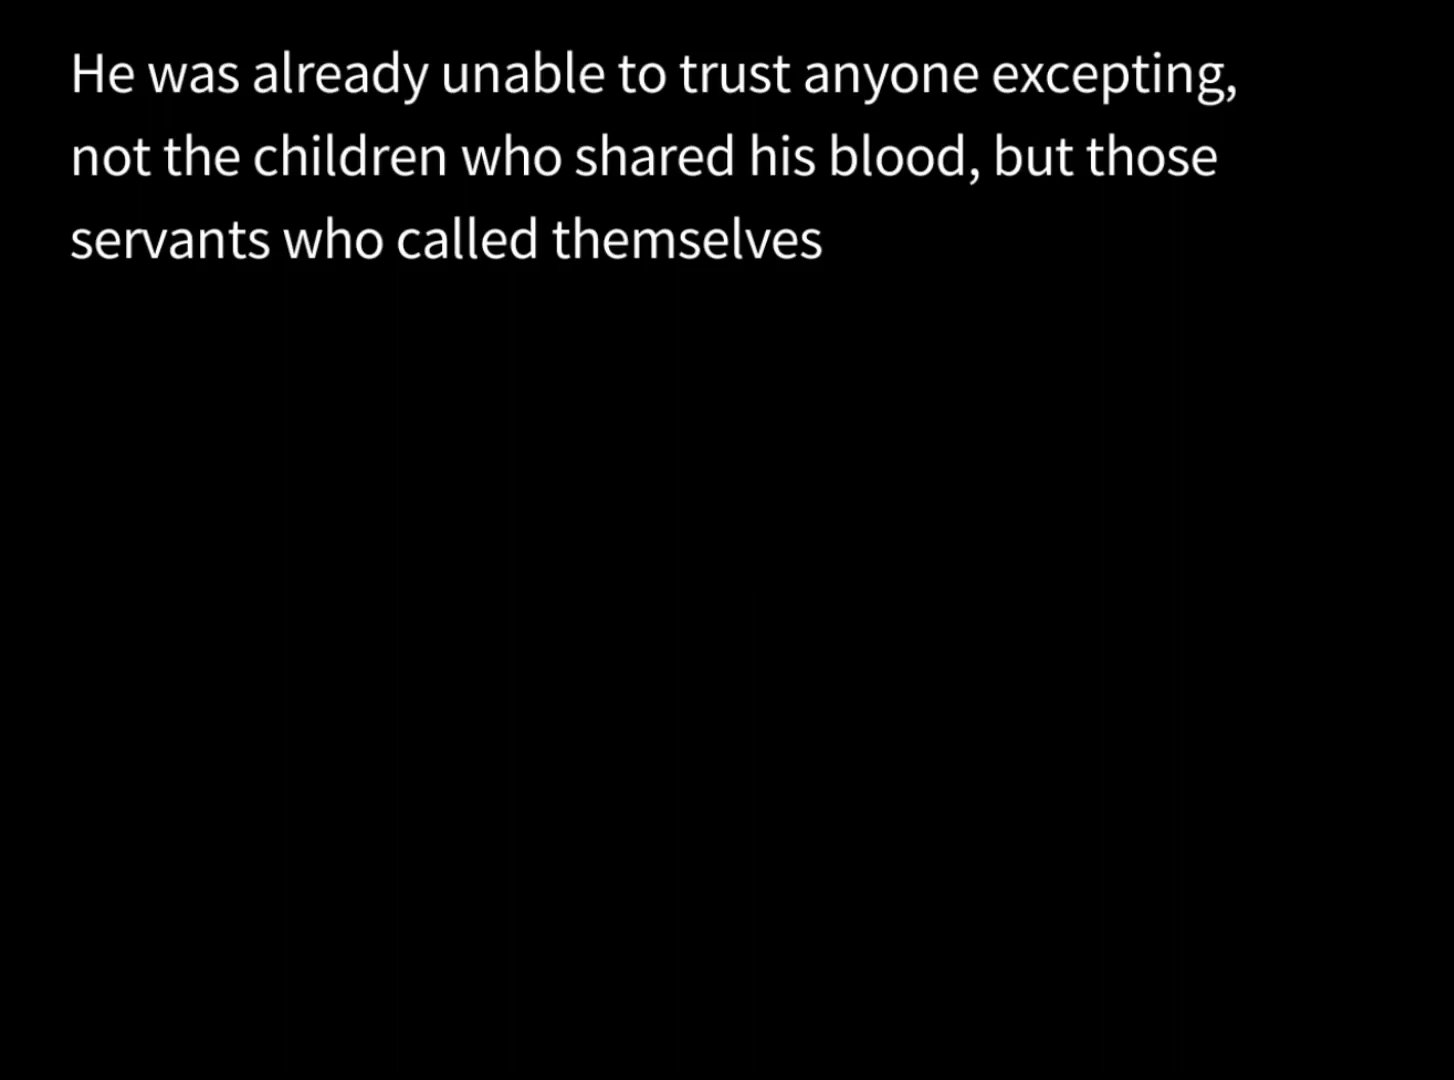 He was already unable to trust anyone excepting,
not the children who shared his blood, but those
servants who called themselves